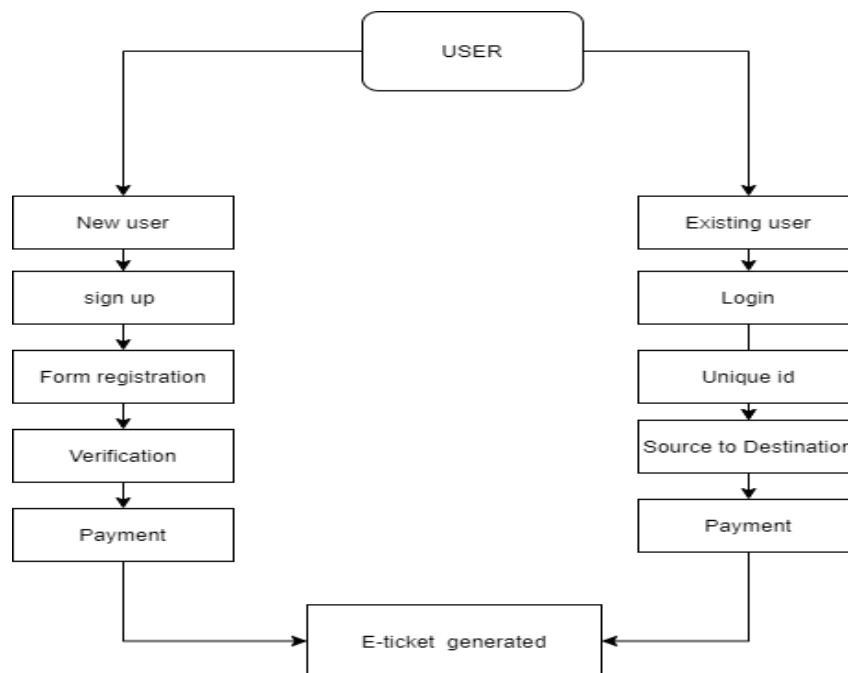 USER
New user
sign up
Form registration
Verification
Payment
Existing user
Login
Unique id
Source to Destination
Payment
E-ticket generated